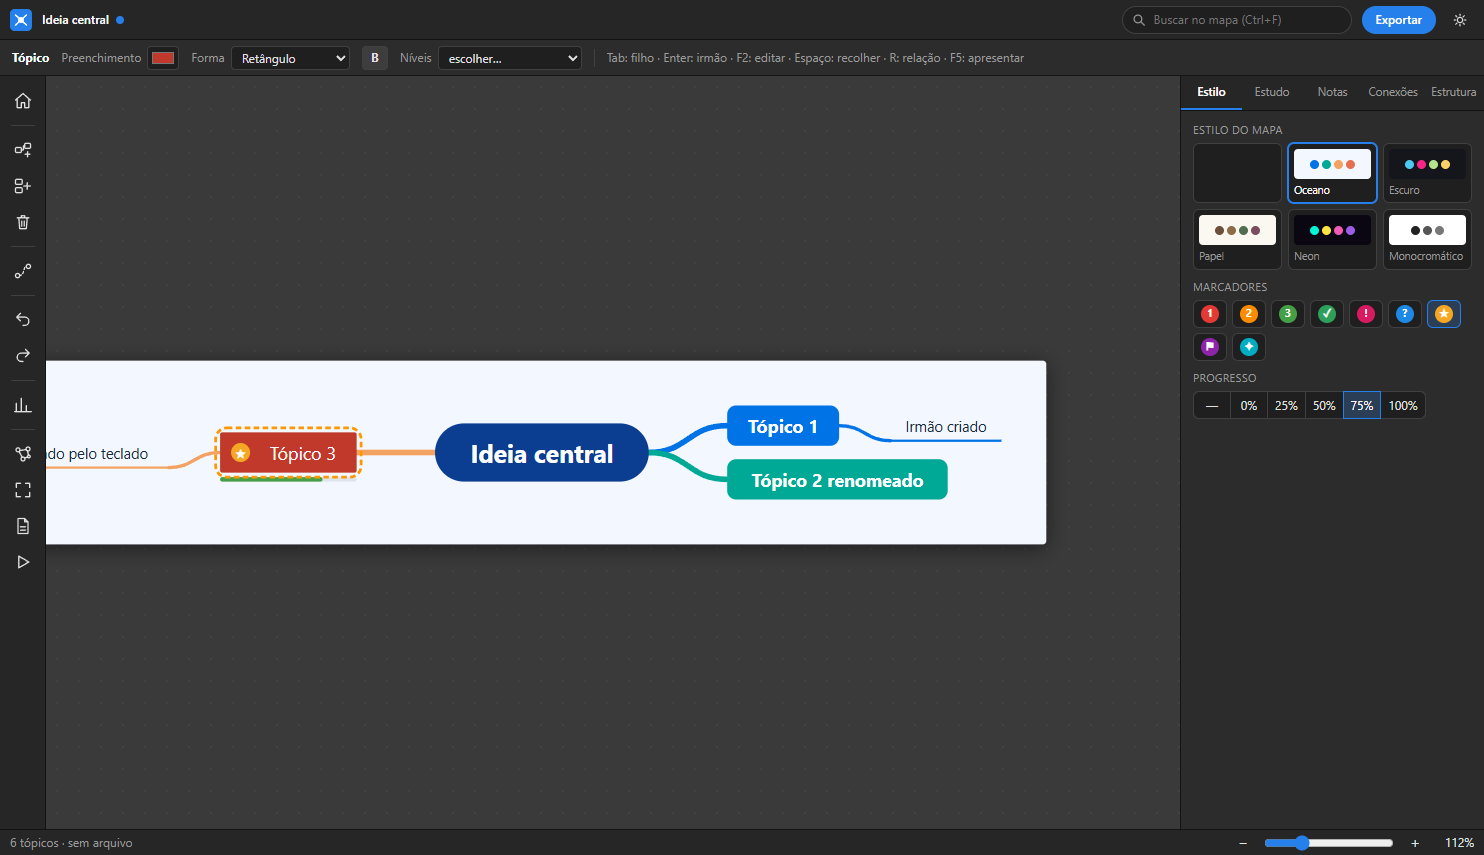 Ideia central
Buscar no mapa (Ctrl+F)
Exportar
Tópico
Preenchimento
Forma
Retângulo
B
Níveis
escolher...
Tab: filho · Enter: irmão · F2: editar · Espaço: recolher · R: relação · F5: apresentar
Estilo
Estudo
Notas
Conexões
Estrutura
ESTILO DO MAPA
Oceano
Escuro
Papel
Neon
Monocromático
MARCADORES
1
2
3
!
?
PROGRESSO
—
0%
25%
50%
75%
100%
do pelo teclado
Tópico 3
Ideia central
Tópico 1
Irmão criado
Tópico 2 renomeado
6 tópicos · sem arquivo
−
+
112%